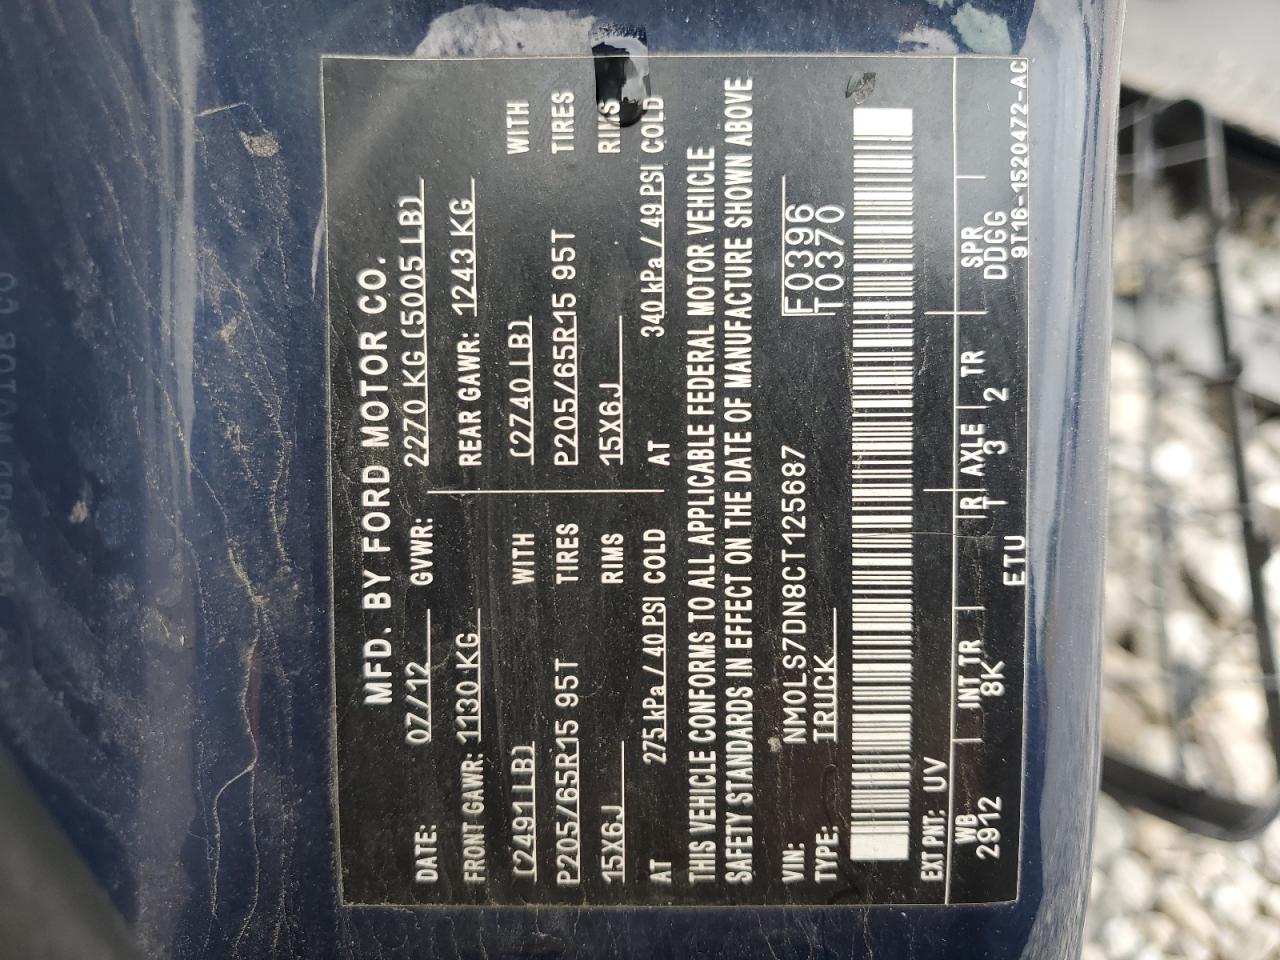 MFD. BY FORD MOTOR CO.
DATE: 07/12 GVWR: 2270 KG (5005 LB)
FRONT GAWR: 1130 KG REAR GAWR: 1243 KG
(2491 LB) WITH (2740 LB) WITH
P205/65R15 95T TIRES P205/65R15 95T TIRES
15X6J RIMS 15X6J RIMS
AT 275 kPa / 40 PSI COLD AT 340 kPa / 49 PSI COLD
THIS VEHICLE CONFORMS TO ALL APPLICABLE FEDERAL MOTOR VEHICLE
SAFETY STANDARDS IN EFFECT ON THE DATE OF MANUFACTURE SHOWN ABOVE.
VIN: NM0LS7DN8CT125687 F0396
TYPE: TRUCK T0370
EXT PNT: UV
WB INT TR R AXLE TR SPR
2912 8K T 3 2 DDGG
ETU 9T16-1520472-AC